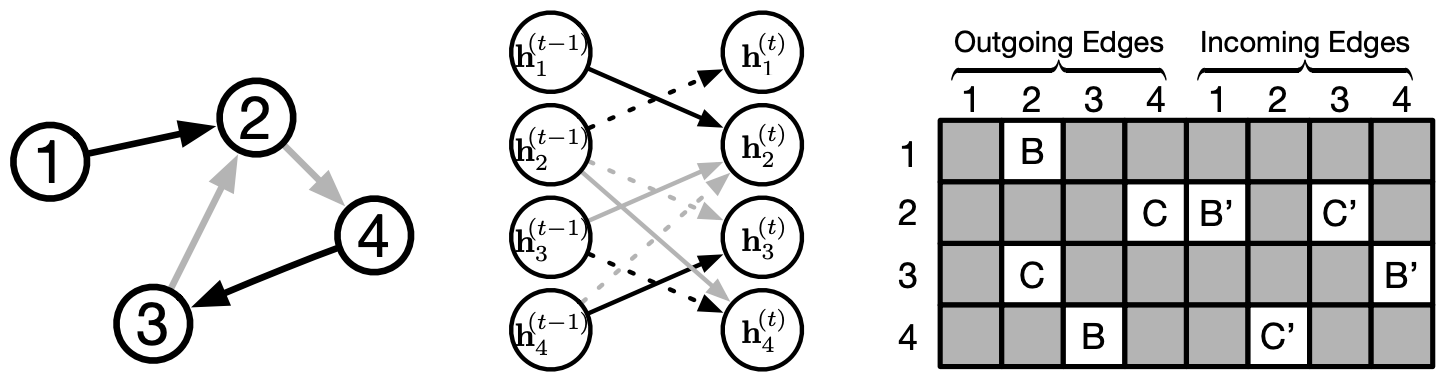 1
2
4
3
h₁⁽ᵗ⁻¹⁾ h₁⁽ᵗ⁾
h₂⁽ᵗ⁻¹⁾ h₂⁽ᵗ⁾
h₃⁽ᵗ⁻¹⁾ h₃⁽ᵗ⁾
h₄⁽ᵗ⁻¹⁾ h₄⁽ᵗ⁾
Outgoing Edges Incoming Edges
1 2 3 4 1 2 3 4
1 B
2 C B’ C’
3 C B’
4 B C’